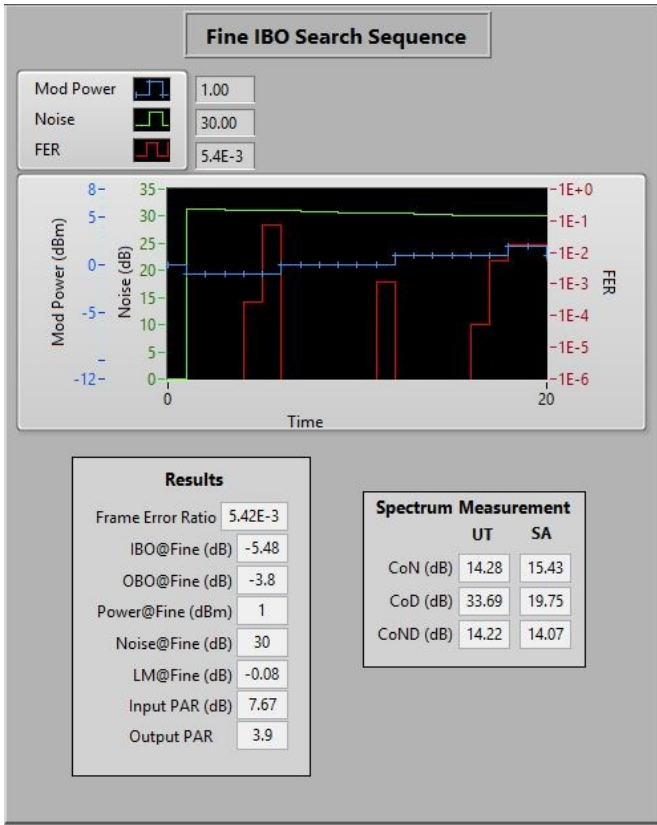 Fine IBO Search Sequence
Mod Power 1.00
Noise 30.00
FER 5.4E-3
Mod Power (dBm)
8
5
0
-5
-12
Noise (dB)
35
30
25
20
15
10
5
0
1E+0
1E-1
1E-2
1E-3
1E-4
1E-5
1E-6
FER
0 20
Time
Results
Frame Error Ratio 5.42E-3
IBO@Fine (dB) -5.48
OBO@Fine (dB) -3.8
Power@Fine (dBm) 1
Noise@Fine (dB) 30
LM@Fine (dB) -0.08
Input PAR (dB) 7.67
Output PAR 3.9
Spectrum Measurement
UT SA
CoN (dB) 14.28 15.43
CoD (dB) 33.69 19.75
CoND (dB) 14.22 14.07